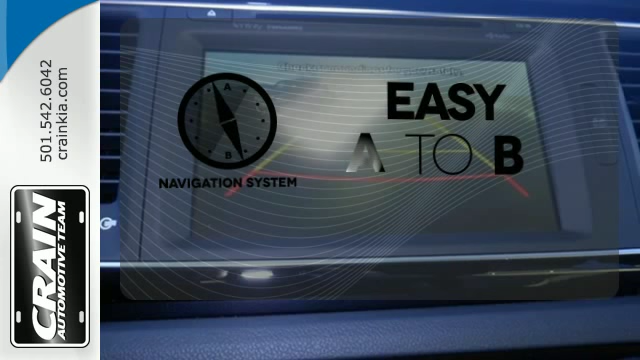 501.542.6042
crainkia.com
CRAIN
AUTOMOTIVE TEAM
A
B
NAVIGATION SYSTEM
EASY
A TO B